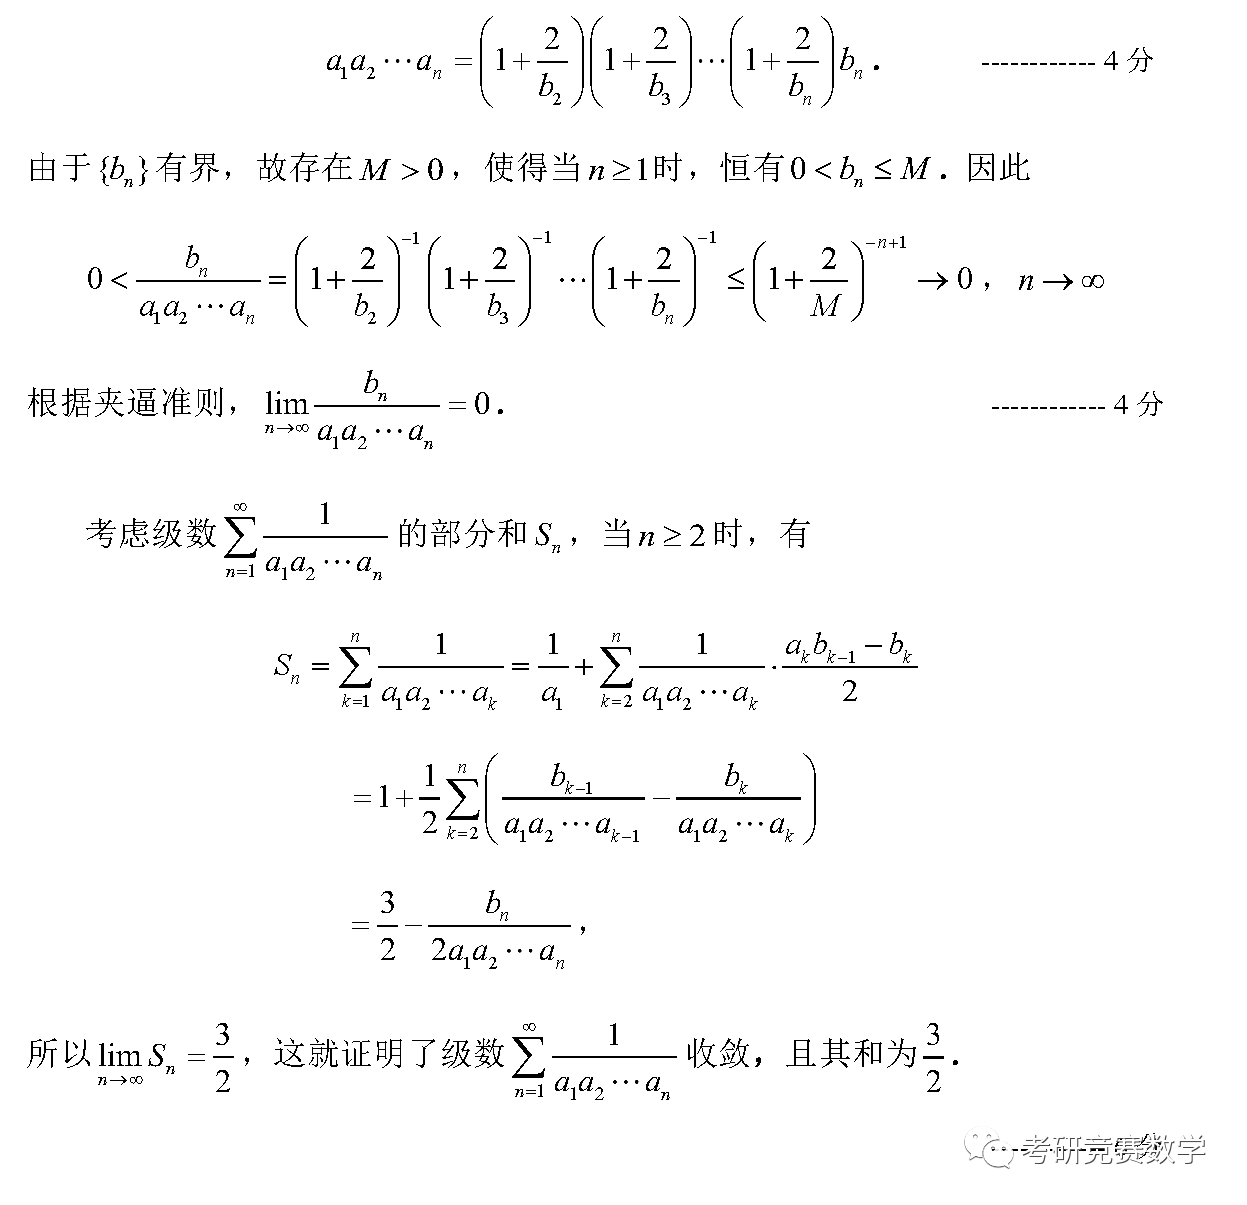 $a_1a_2\cdots a_n=\left(1+\frac{2}{b_2}\right)\left(1+\frac{2}{b_3}\right)\cdots\left(1+\frac{2}{b_n}\right)b_n$. ------------ 4 分
由于$\{b_n\}$有界，故存在$M>0$，使得当$n\geq 1$时，恒有$0<b_n\leq M$．因此
$0<\frac{b_n}{a_1a_2\cdots a_n}=\left(1+\frac{2}{b_2}\right)^{-1}\left(1+\frac{2}{b_3}\right)^{-1}\cdots\left(1+\frac{2}{b_n}\right)^{-1}\leq\left(1+\frac{2}{M}\right)^{-n+1}\to 0$，$n\to\infty$
根据夹逼准则，$\lim_{n\to\infty}\frac{b_n}{a_1a_2\cdots a_n}=0$． ------------ 4 分
考虑级数$\sum_{n=1}^{\infty}\frac{1}{a_1a_2\cdots a_n}$的部分和$S_n$，当$n\geq 2$时，有
$S_n=\sum_{k=1}^{n}\frac{1}{a_1a_2\cdots a_k}=\frac{1}{a_1}+\sum_{k=2}^{n}\frac{1}{a_1a_2\cdots a_k}\cdot\frac{a_kb_{k-1}-b_k}{2}$
$=1+\frac{1}{2}\sum_{k=2}^{n}\left(\frac{b_{k-1}}{a_1a_2\cdots a_{k-1}}-\frac{b_k}{a_1a_2\cdots a_k}\right)$
$=\frac{3}{2}-\frac{b_n}{2a_1a_2\cdots a_n}$，
所以$\lim_{n\to\infty}S_n=\frac{3}{2}$，这就证明了级数$\sum_{n=1}^{\infty}\frac{1}{a_1a_2\cdots a_n}$收敛，且其和为$\frac{3}{2}$．
分
考研竞赛数学